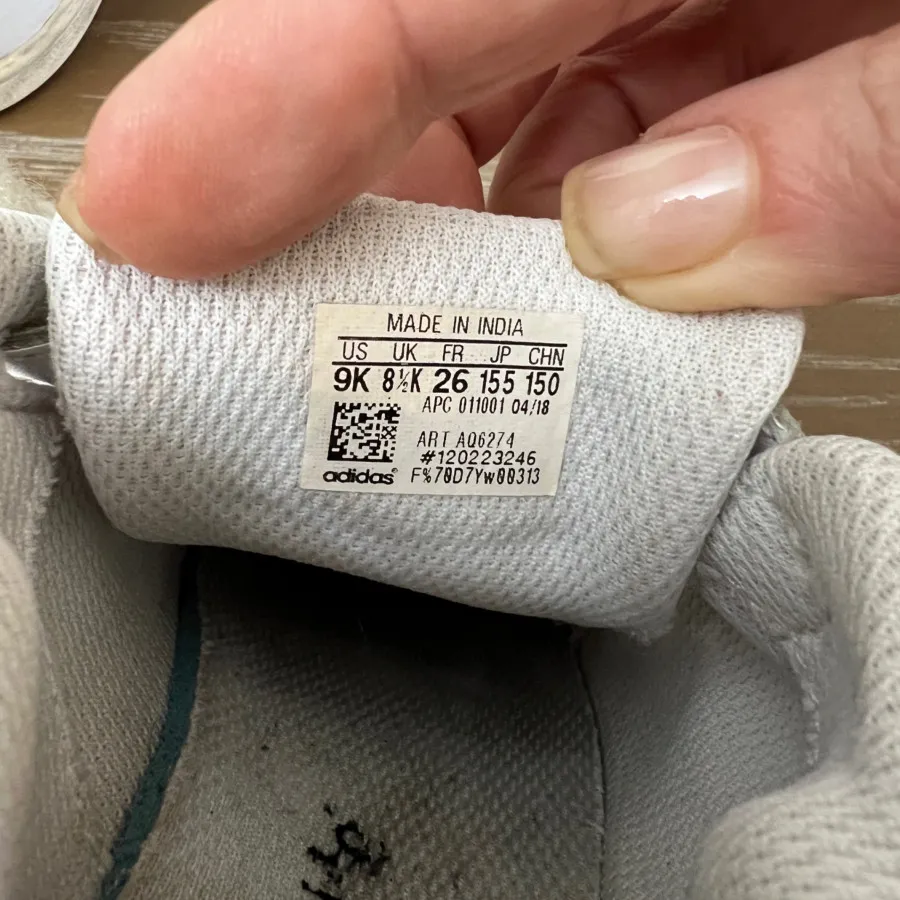 MADE IN INDIA
US UK FR JP CHN
9K 8½K 26 155 150
APC 011001 04/18
ART AQ6274
#120223246
adidas® F%70D7Yw00313